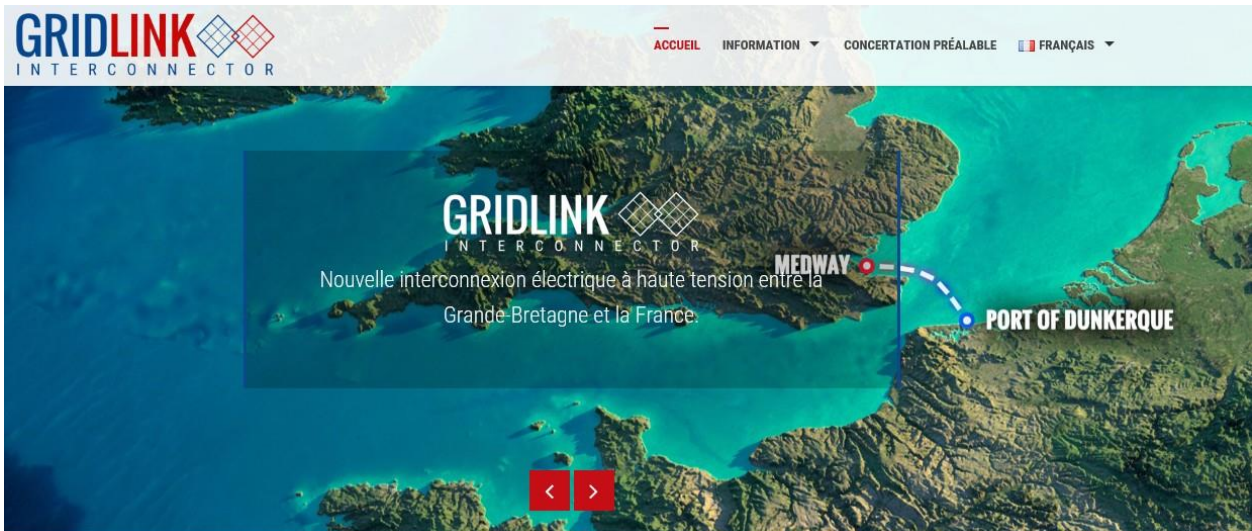 GRIDLINK
INTERCONNECTOR
ACCUEIL INFORMATION CONCERTATION PRÉALABLE FRANÇAIS
GRIDLINK
INTERCONNECTOR
Nouvelle interconnexion électrique à haute tension entre la
Grande-Bretagne et la France.
MEDWAY
PORT OF DUNKERQUE